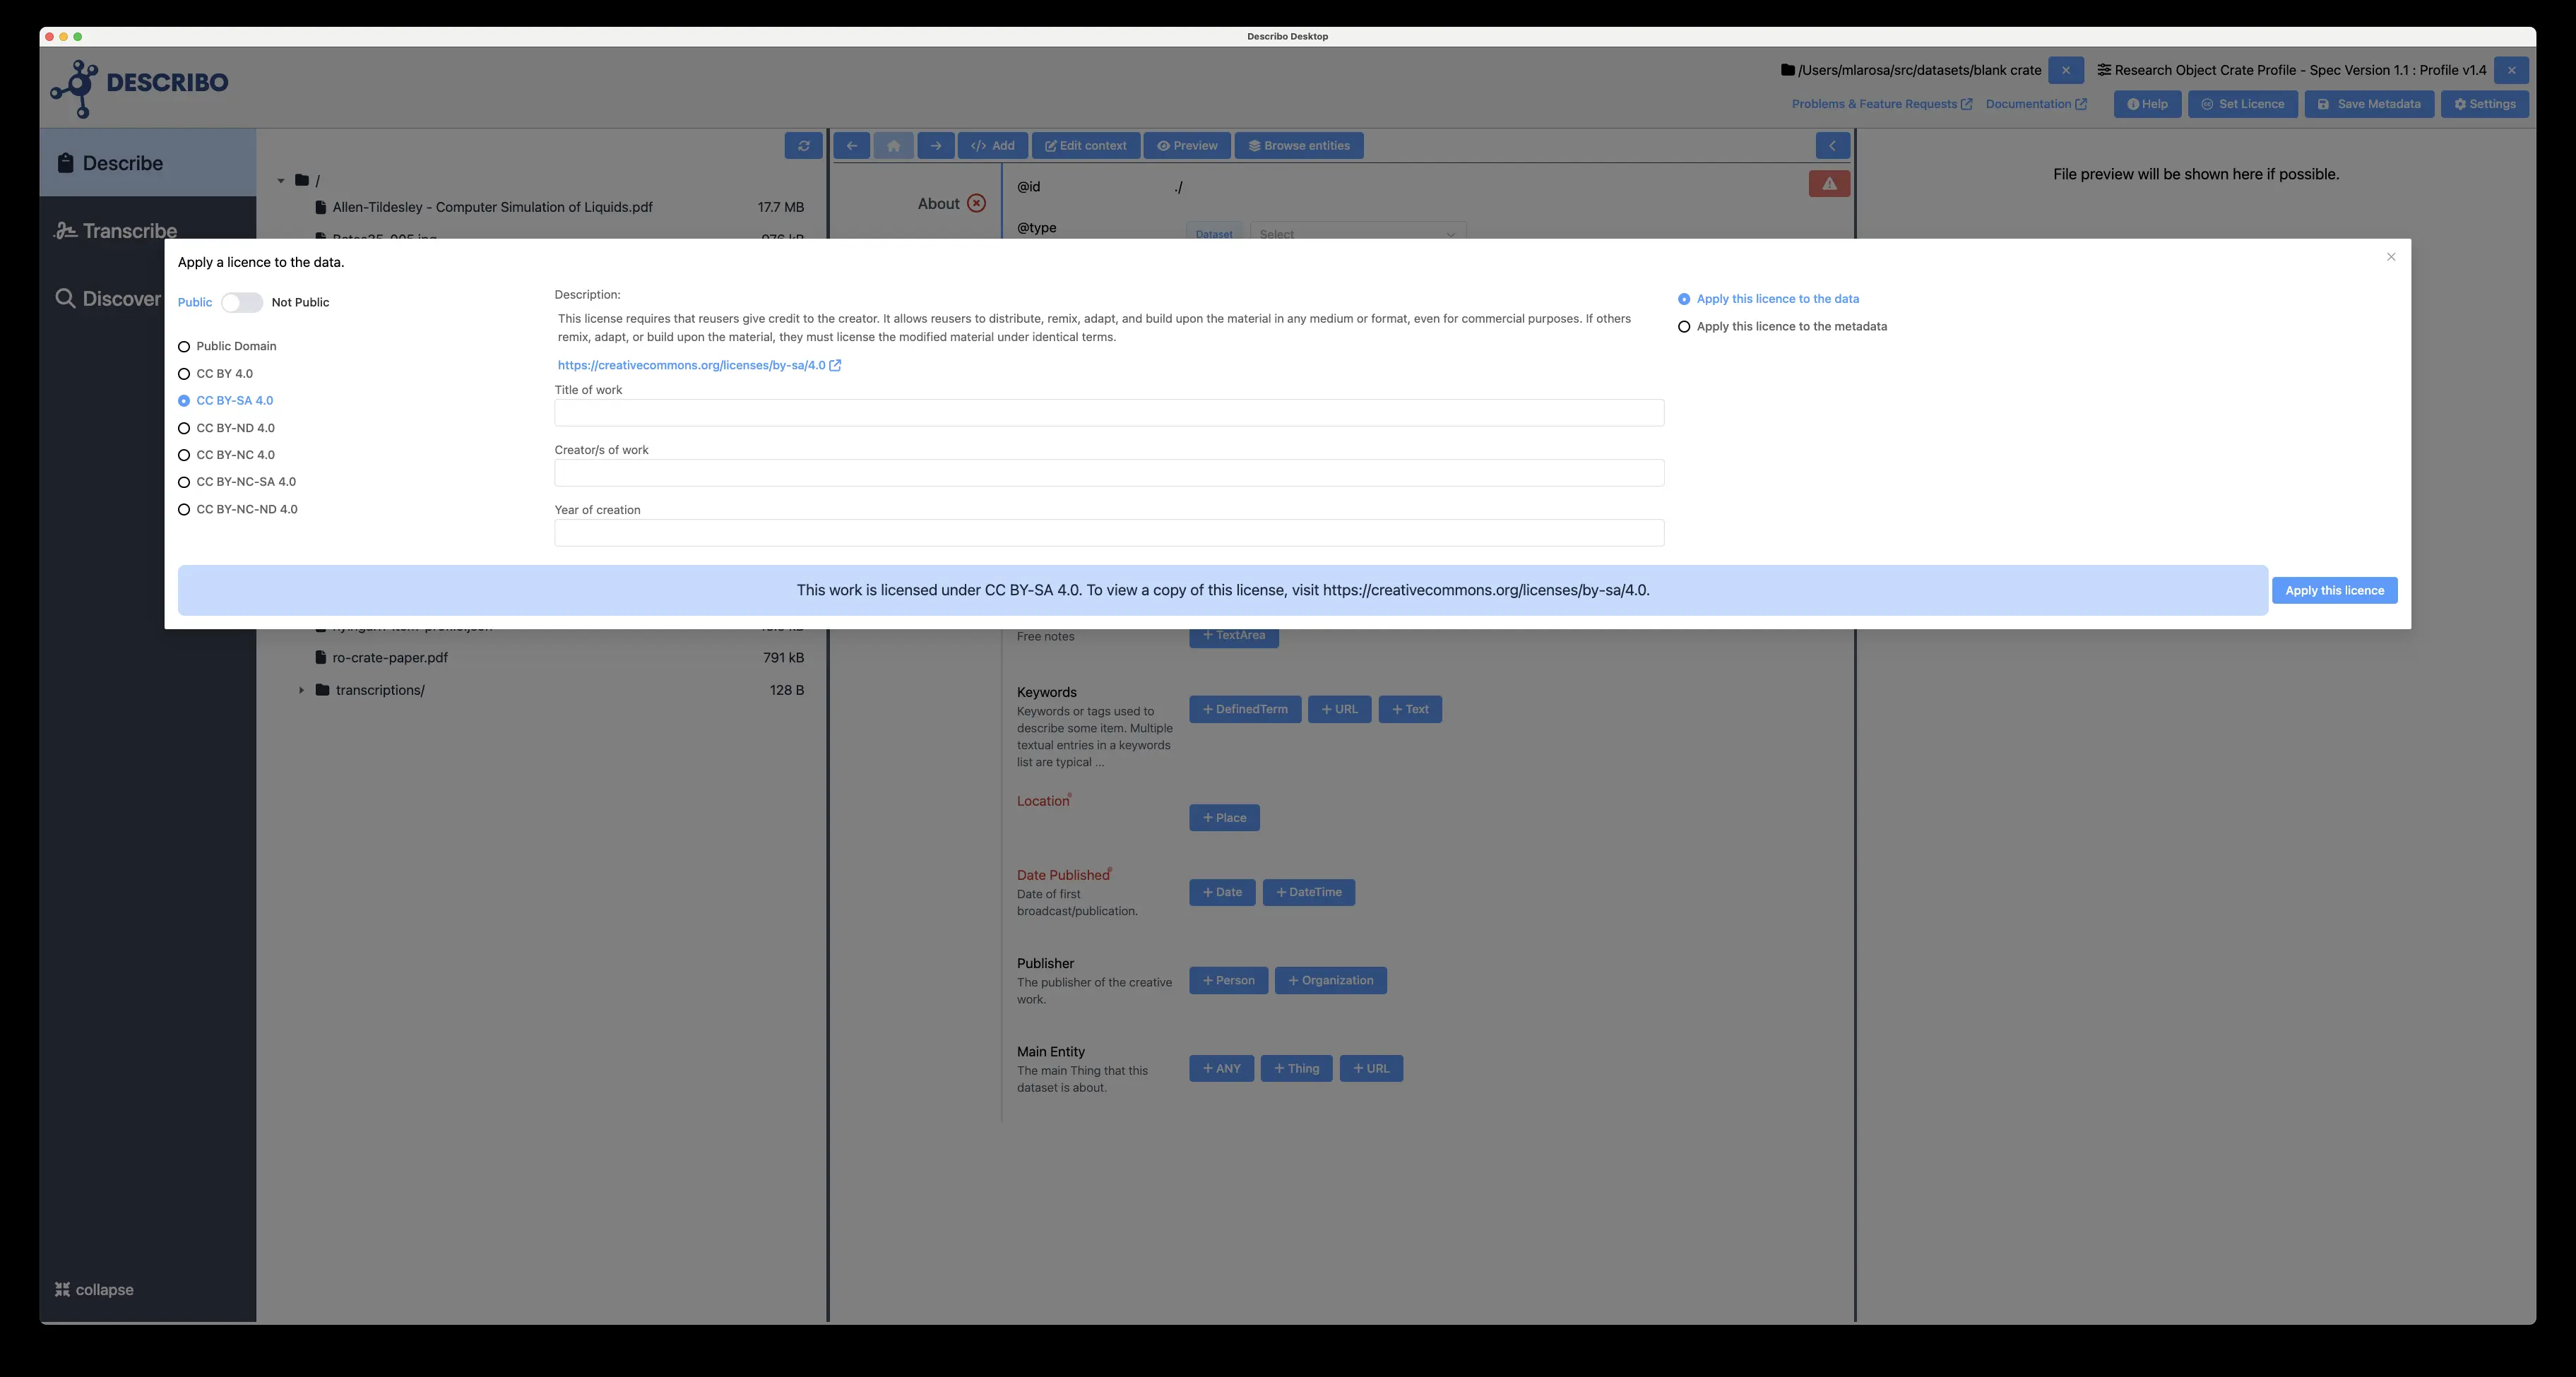 Describo Desktop
DESCRIBO
/Users/mlarosa/src/datasets/blank crate
Research Object Crate Profile - Spec Version 1.1 : Profile v1.4
Problems & Feature Requests
Documentation
Help
Set Licence
Save Metadata
Settings
Describe
Transcribe
Discover
collapse
/
Allen-Tildesley - Computer Simulation of Liquids.pdf 17.7 MB
</> Add
Edit context
Preview
Browse entities
About
@id ./
@type Dataset Select
File preview will be shown here if possible.
Apply a licence to the data.
Public Not Public
Public Domain
CC BY 4.0
CC BY-SA 4.0
CC BY-ND 4.0
CC BY-NC 4.0
CC BY-NC-SA 4.0
CC BY-NC-ND 4.0
Description:
This license requires that reusers give credit to the creator. It allows reusers to distribute, remix, adapt, and build upon the material in any medium or format, even for commercial purposes. If others
remix, adapt, or build upon the material, they must license the modified material under identical terms.
https://creativecommons.org/licenses/by-sa/4.0
Title of work
Creator/s of work
Year of creation
Apply this licence to the data
Apply this licence to the metadata
This work is licensed under CC BY-SA 4.0. To view a copy of this license, visit https://creativecommons.org/licenses/by-sa/4.0.
Apply this licence
ro-crate-paper.pdf 791 kB
transcriptions/ 128 B
Free notes
+ TextArea
Keywords
Keywords or tags used to
describe some item. Multiple
textual entries in a keywords
list are typical ...
+ DefinedTerm + URL + Text
Location*
+ Place
Date Published*
Date of first
broadcast/publication.
+ Date + DateTime
Publisher
The publisher of the creative
work.
+ Person + Organization
Main Entity
The main Thing that this
dataset is about.
+ ANY + Thing + URL